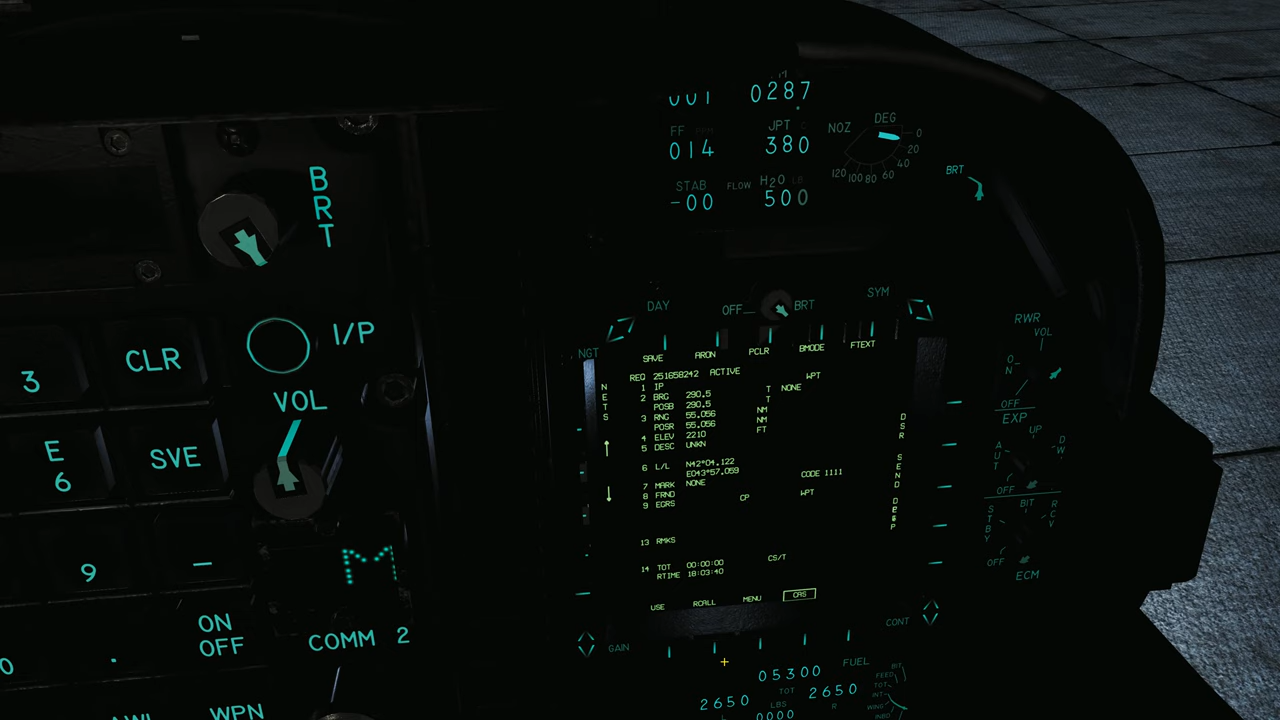 001 0287
FF JPT NOZ DEG
014 380
0
20
40
60
80
100
120
BRT
STAB FLOW H2O LB
-00 500
B
R
T
DAY OFF BRT SYM
I/P
3 CLR
NGT
RWR
VOL
ON
OFF
EXP
UP
AUT
DW
OFF
BIT
STBY
RCV
OFF
ECM
SAVE ARON PCLR BMODE FTEXT
REQ 251658242 ACTIVE WPT
1 IP T NONE
2 BRG 290.5 T
POSB 290.5 NM
3 RNG 55.056 NM
POSR 55.056 FT
4 ELEV 2210
5 DESC UNKN
6 L/L N42°04.122
E043°57.059 CODE 1111
7 MARK NONE WPT
8 FRND CP
9 EGRS
13 RMKS
14 TOT 00:00:00 CS/T
RTIME 18:03:40
USE RCALL MENU CAS
NETS
DSR
SEND
VOL
E
6 SVE
9 -
M
ON
OFF
COMM 2
0 .
WPN
GAIN CONT
05300 FUEL
2650 TOT 2650
LBS
L 0000 R
BIT
FEED
TOT
INT
WINGS
INBD